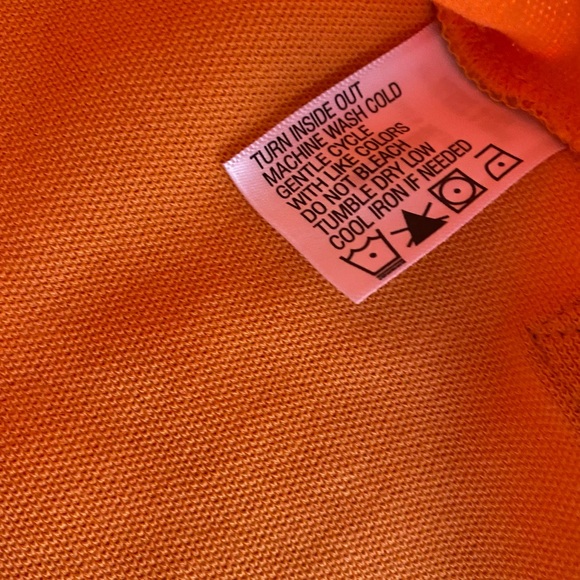 TURN INSIDE OUT
MACHINE WASH COLD
GENTLE CYCLE
WITH LIKE COLORS
DO NOT BLEACH
TUMBLE DRY LOW
COOL IRON IF NEEDED